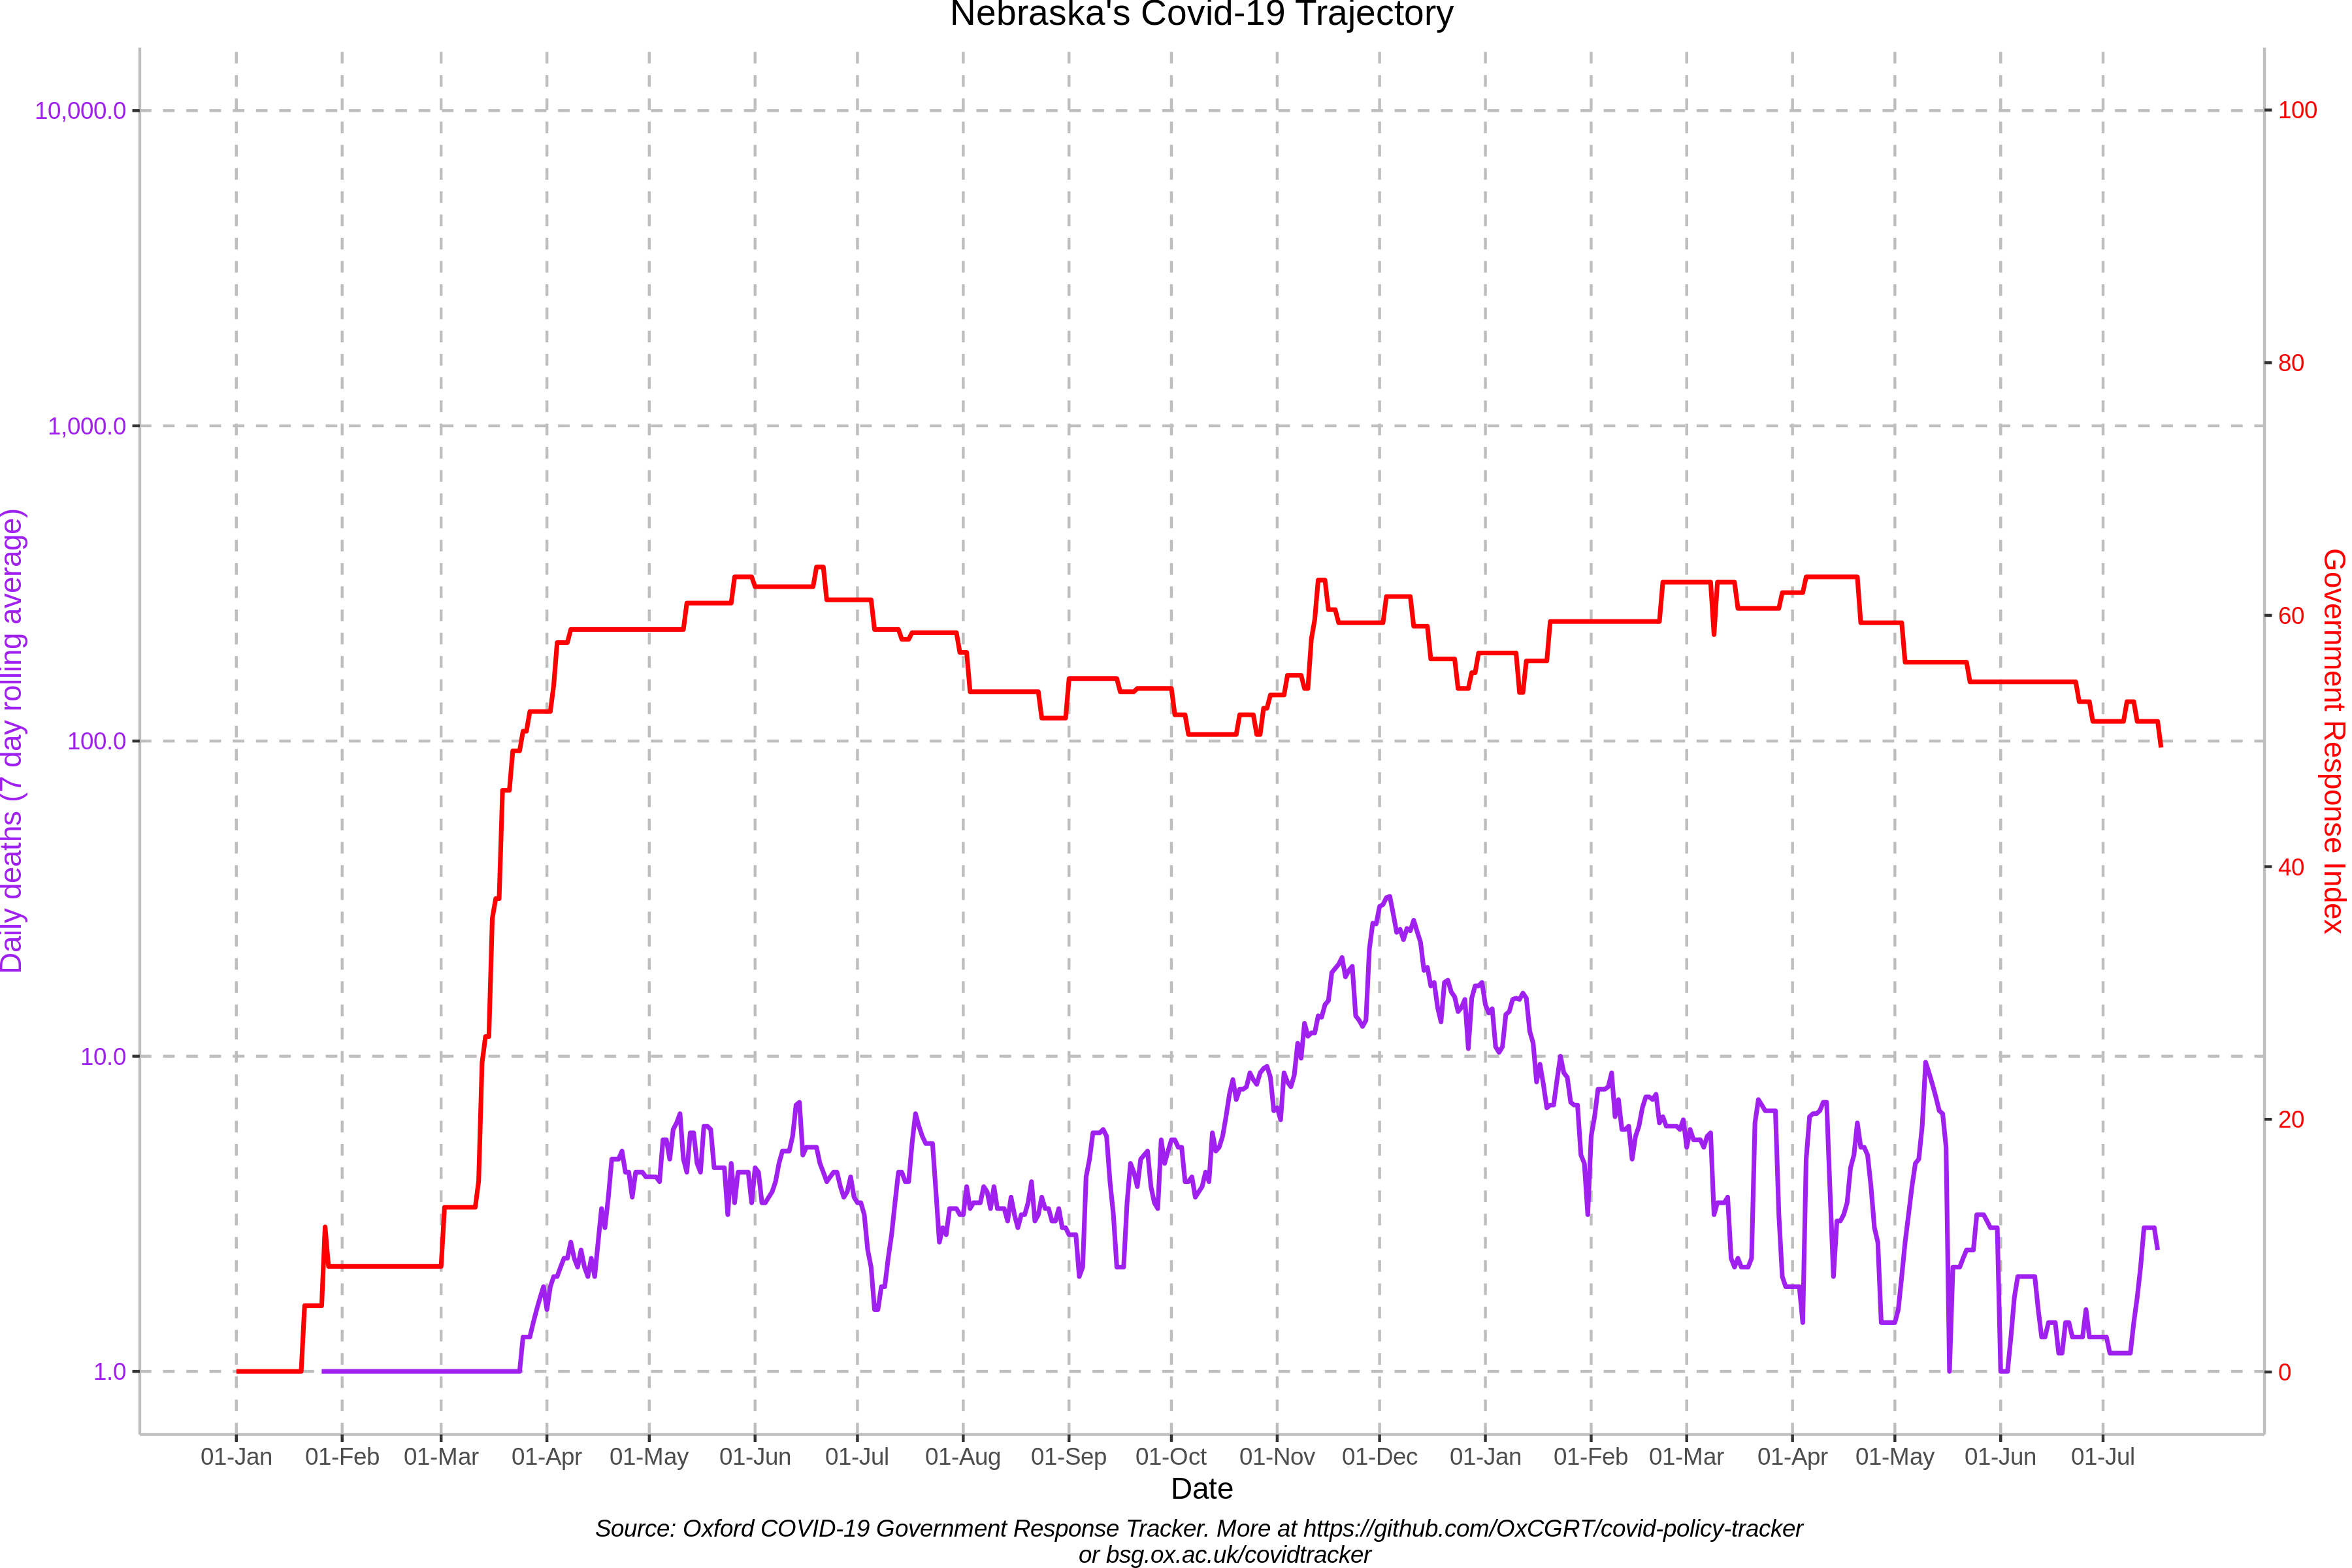 Nebraska's Covid-19 Trajectory
10,000.0
1,000.0
100.0
10.0
1.0
Daily deaths (7 day rolling average)
100
80
60
40
20
0
Government Response Index
01-Jan 01-Feb 01-Mar 01-Apr 01-May 01-Jun 01-Jul 01-Aug 01-Sep 01-Oct 01-Nov 01-Dec 01-Jan 01-Feb 01-Mar 01-Apr 01-May 01-Jun 01-Jul
Date
Source: Oxford COVID-19 Government Response Tracker. More at https://github.com/OxCGRT/covid-policy-tracker
or bsg.ox.ac.uk/covidtracker